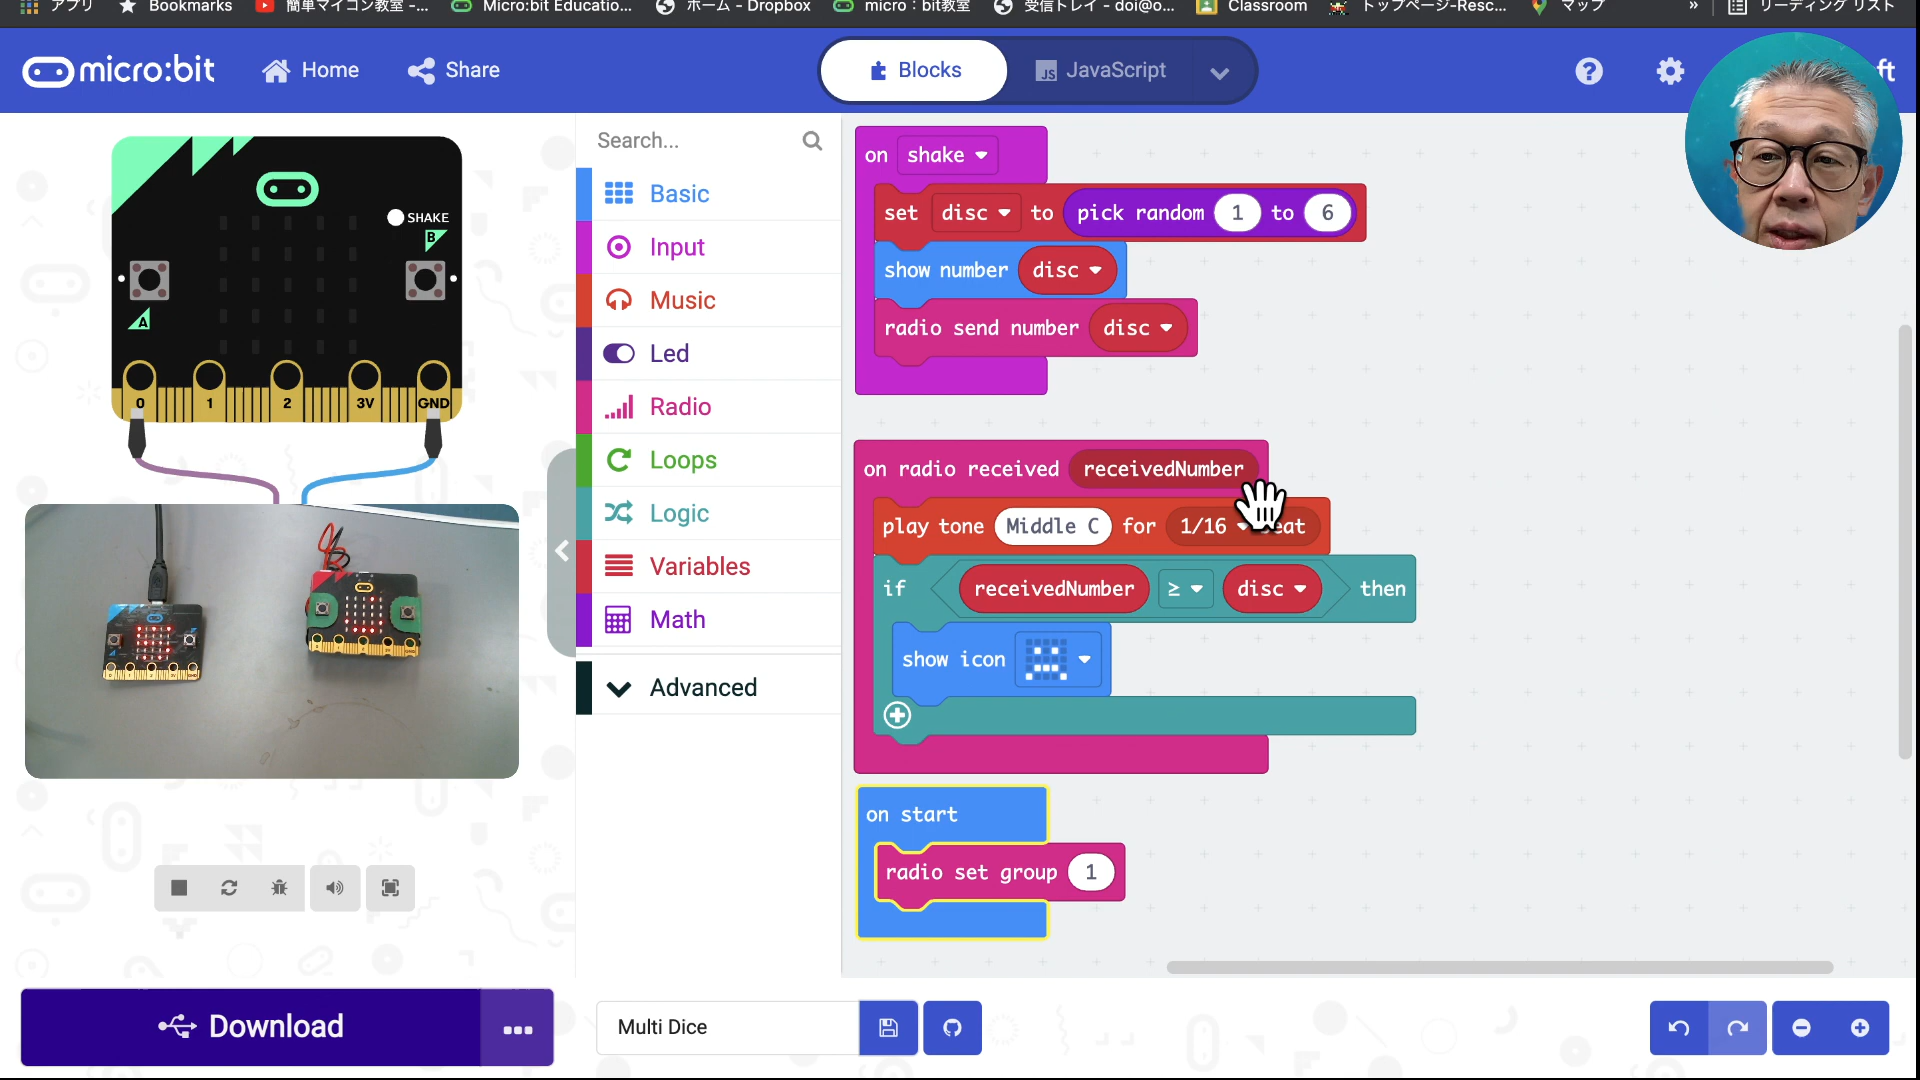 アプリ Bookmarks 簡単マイコン教室 -... Micro:bit Educatio... ホーム - Dropbox micro：bit教室 受信トレイ - doi@o... Classroom トップページ-Resc... マップ » リーディング リスト
micro:bit Home Share Blocks JS JavaScript ? ft
SHAKE
B
A
0 1 2 3V GND
Search...
Basic
Input
Music
Led
Radio
Loops
Logic
Variables
Math
Advanced
on shake
set disc to pick random 1 to 6
show number disc
radio send number disc
on radio received receivedNumber
play tone Middle C for 1/16 eat
if receivedNumber ≥ disc then
show icon
on start
radio set group 1
Download ... Multi Dice